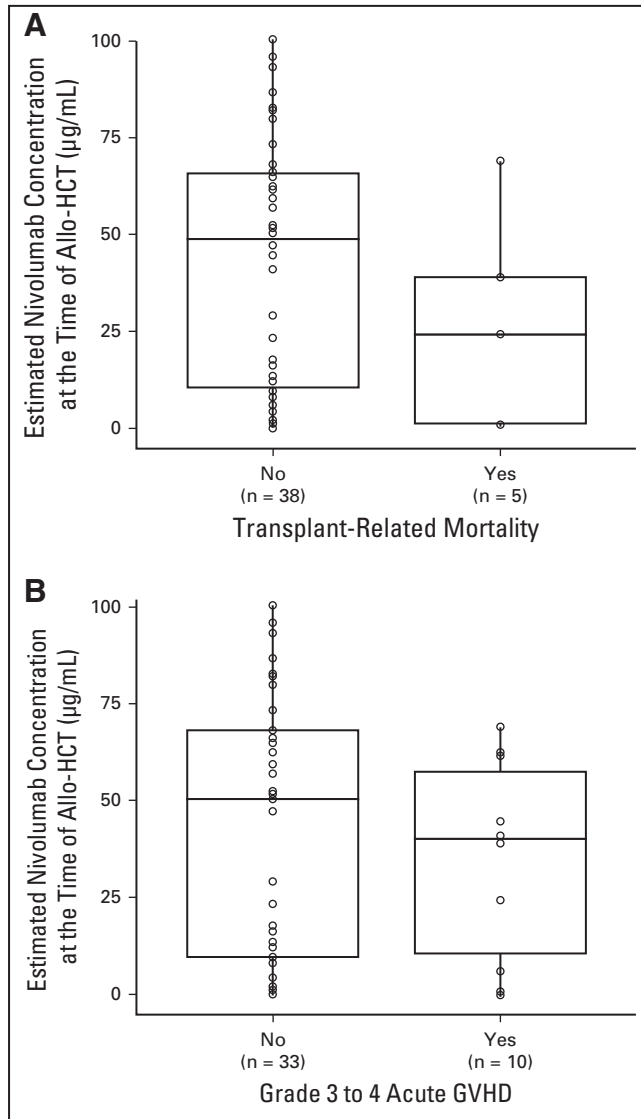 A
Estimated Nivolumab Concentration
at the Time of Allo-HCT (µg/mL)
100
75
50
25
0
No
(n = 38)
Yes
(n = 5)
Transplant-Related Mortality
B
Estimated Nivolumab Concentration
at the Time of Allo-HCT (µg/mL)
100
75
50
25
0
No
(n = 33)
Yes
(n = 10)
Grade 3 to 4 Acute GVHD